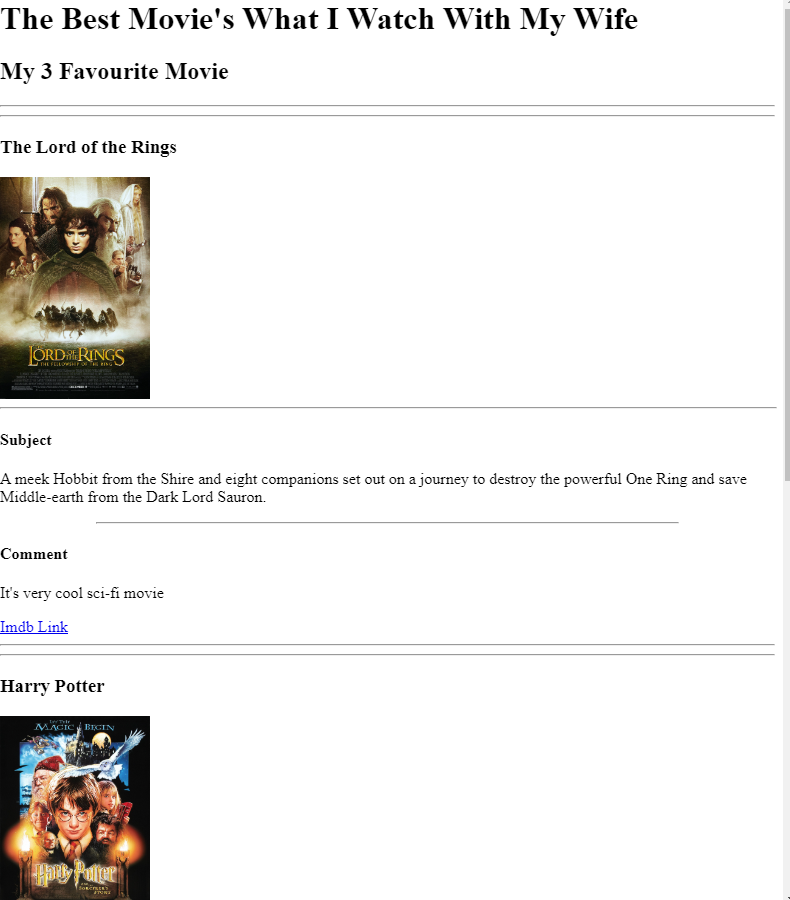 The Best Movie's What I Watch With My Wife
My 3 Favourite Movie
The Lord of the Rings
THE
LORD OF THE RINGS
THE FELLOWSHIP OF THE RING
Subject
A meek Hobbit from the Shire and eight companions set out on a journey to destroy the powerful One Ring and save
Middle-earth from the Dark Lord Sauron.
Comment
It's very cool sci-fi movie
Imdb Link
Harry Potter
LET THE
MAGIC BEGIN
Harry Potter
AND THE
SORCERER'S
STONE